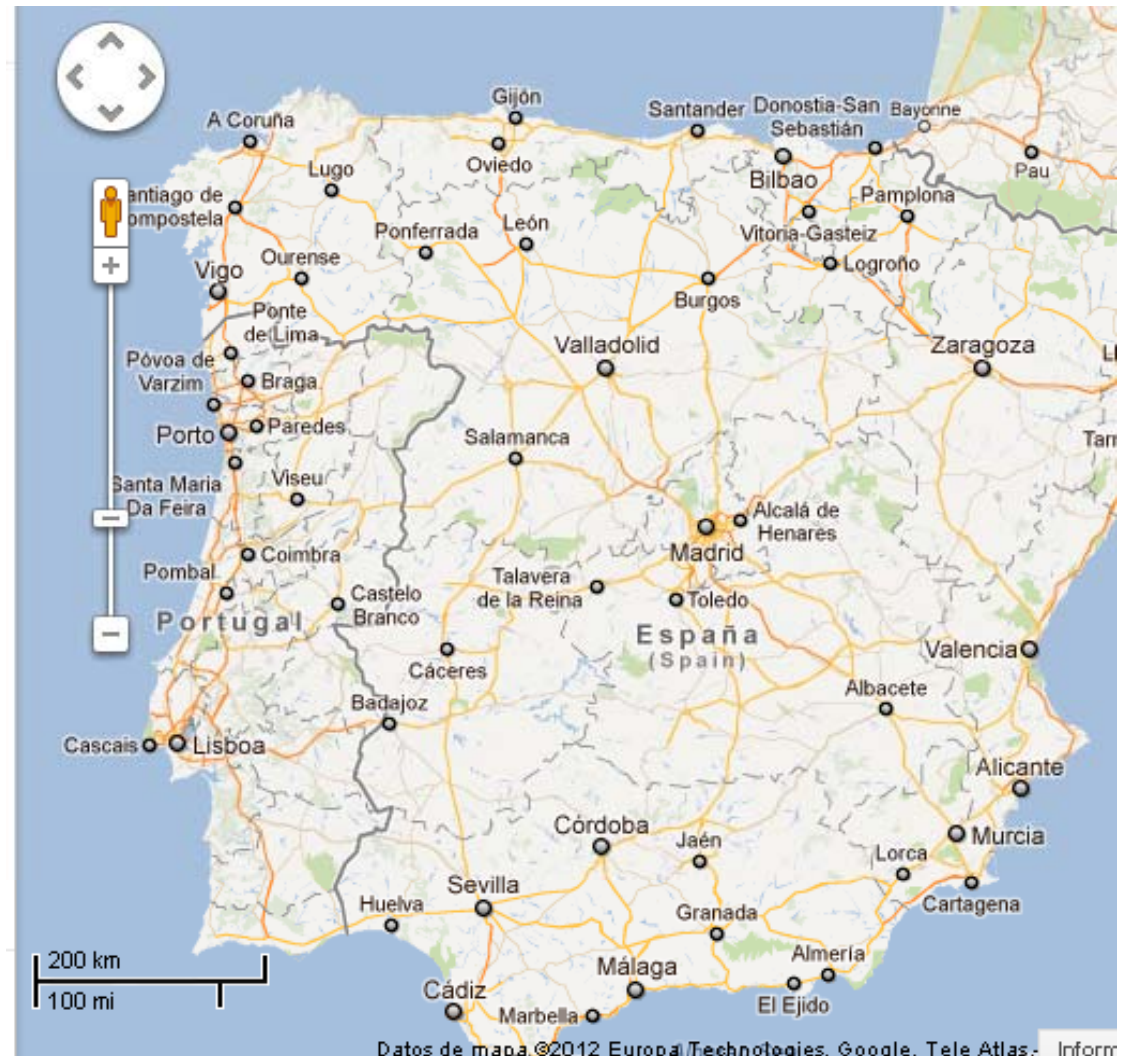 Gijón
Santander
Donostia-San
Sebastián
Bayonne
A Coruña
Oviedo
Lugo
Bilbao
Pau
antiago de
ompostela
Pamplona
Ponferrada
León
Vitoria-Gasteiz
Vigo
Ourense
Logroño
Burgos
Ponte
de Lima
Valladolid
Zaragoza
Póvoa de
Varzim
Braga
Porto
Paredes
Salamanca
Tarr
Santa Maria
Da Feira
Viseu
Alcalá de
Henares
Madrid
Coimbra
Pombal
Talavera
de la Reina
Castelo
Branco
Toledo
Portugal
España
(Spain)
Valencia
Cáceres
Albacete
Badajoz
Cascais
Lisboa
Alicante
Córdoba
Jaén
Murcia
Lorca
Sevilla
Huelva
Granada
Cartagena
200 km
100 mi
Almería
Málaga
Cádiz
El Ejido
Marbella
Datos de mapa ©2012 Europa Technologies, Google, Tele Atlas -
Inform